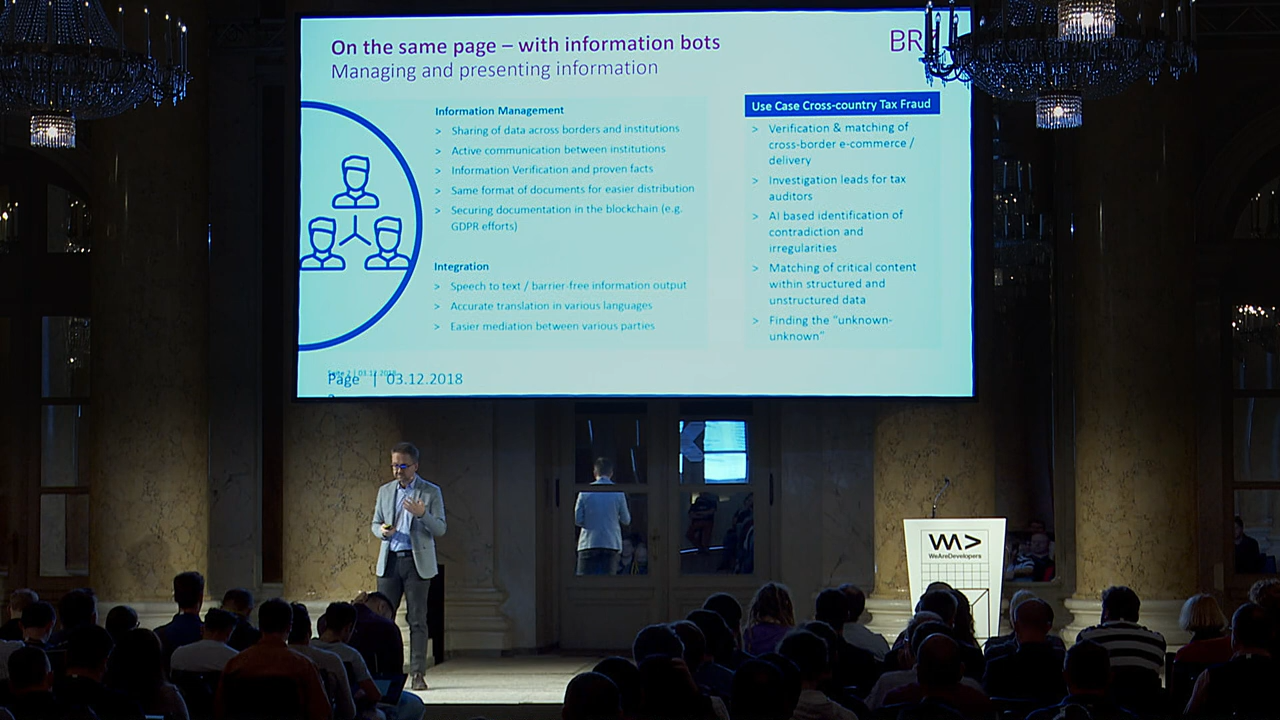 On the same page – with information bots
Managing and presenting information
BR
Information Management
> Sharing of data across borders and institutions
> Active communication between institutions
> Information Verification and proven facts
> Same format of documents for easier distribution
> Securing documentation in the blockchain (e.g.
GDPR efforts)
Integration
> Speech to text / barrier-free information output
> Accurate translation in various languages
> Easier mediation between various parties
Use Case Cross-country Tax Fraud
> Verification & matching of
cross-border e-commerce /
delivery
> Investigation leads for tax
auditors
> AI based identification of
contradiction and
irregularities
> Matching of critical content
within structured and
unstructured data
> Finding the “unknown-
unknown”
Page | 03.12.2018
WeAreDevelopers